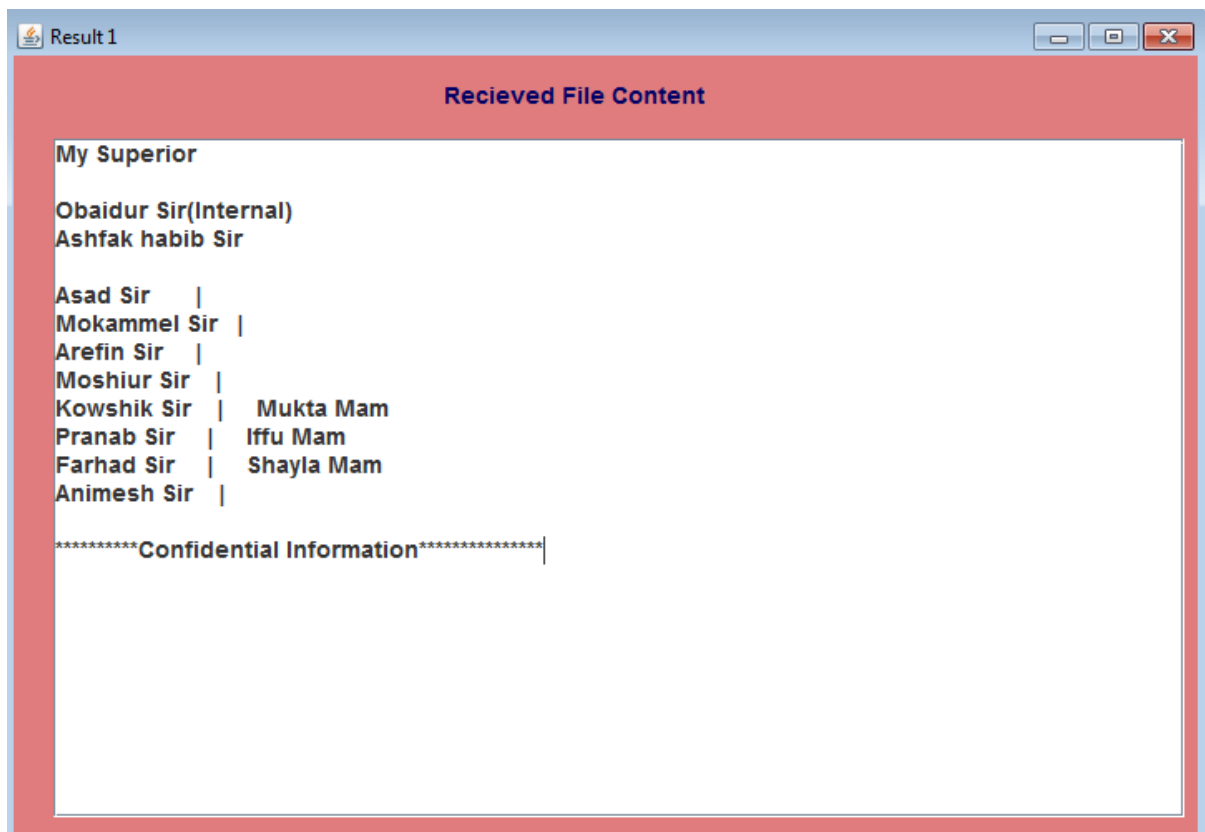 Result 1
Recieved File Content
My Superior
Obaidur Sir(Internal)
Ashfak habib Sir
Asad Sir      |
Mokammel Sir  |
Arefin Sir    |
Moshiur Sir   |
Kowshik Sir   |    Mukta Mam
Pranab Sir    |    Iffu Mam
Farhad Sir    |    Shayla Mam
Animesh Sir   |
**********Confidential Information***************